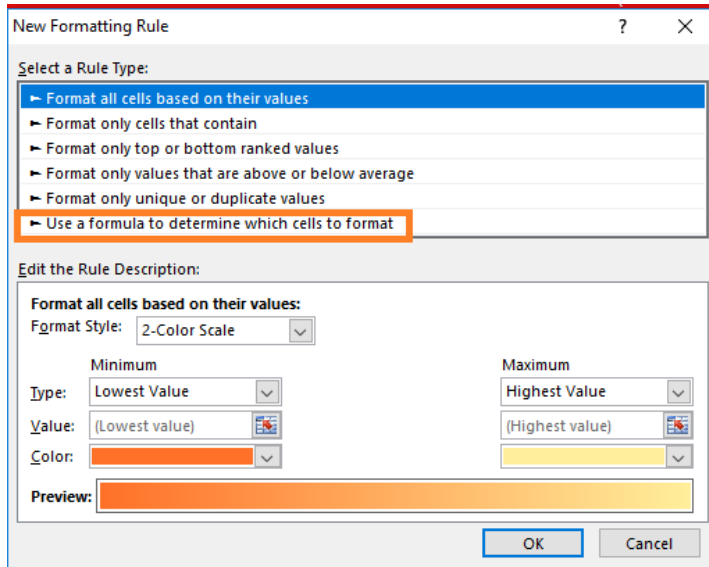 New Formatting Rule ?
Select a Rule Type:
► Format all cells based on their values
► Format only cells that contain
► Format only top or bottom ranked values
► Format only values that are above or below average
► Format only unique or duplicate values
► Use a formula to determine which cells to format
Edit the Rule Description:
Format all cells based on their values:
Format Style: 2-Color Scale
Minimum Maximum
Type: Lowest Value Highest Value
Value: (Lowest value) (Highest value)
Color:
Preview:
OK Cancel